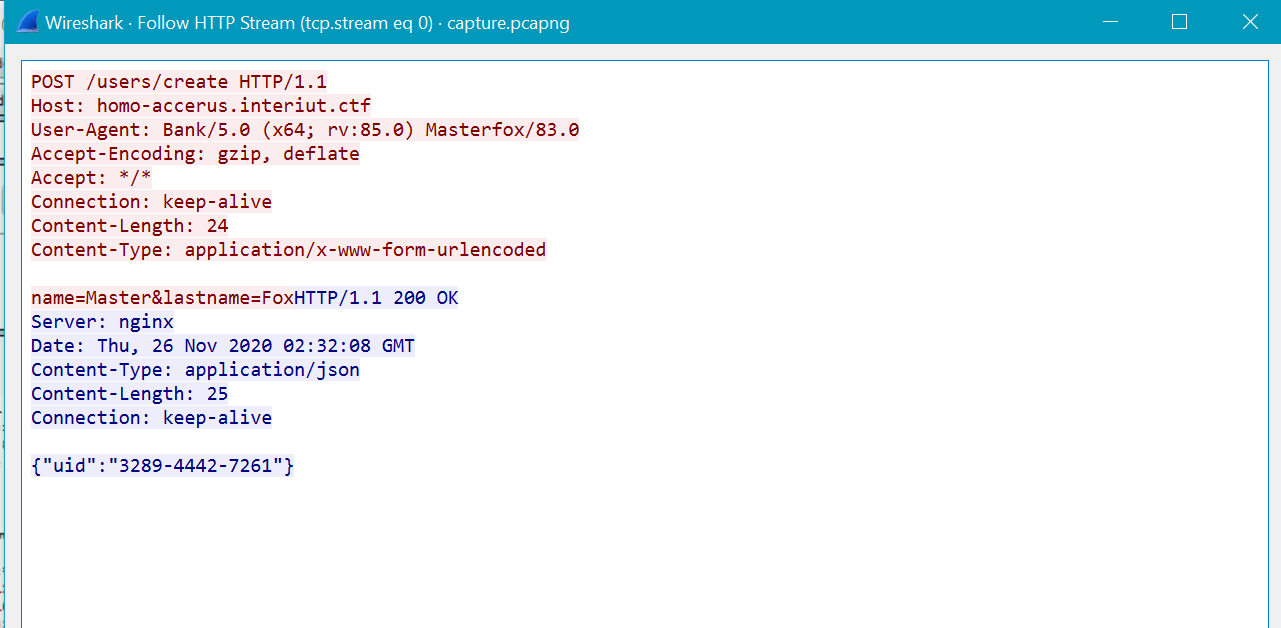 Wireshark · Follow HTTP Stream (tcp.stream eq 0) · capture.pcapng
POST /users/create HTTP/1.1
Host: homo-accerus.interiut.ctf
User-Agent: Bank/5.0 (x64; rv:85.0) Masterfox/83.0
Accept-Encoding: gzip, deflate
Accept: */*
Connection: keep-alive
Content-Length: 24
Content-Type: application/x-www-form-urlencoded
name=Master&lastname=FoxHTTP/1.1 200 OK
Server: nginx
Date: Thu, 26 Nov 2020 02:32:08 GMT
Content-Type: application/json
Content-Length: 25
Connection: keep-alive
{"uid":"3289-4442-7261"}